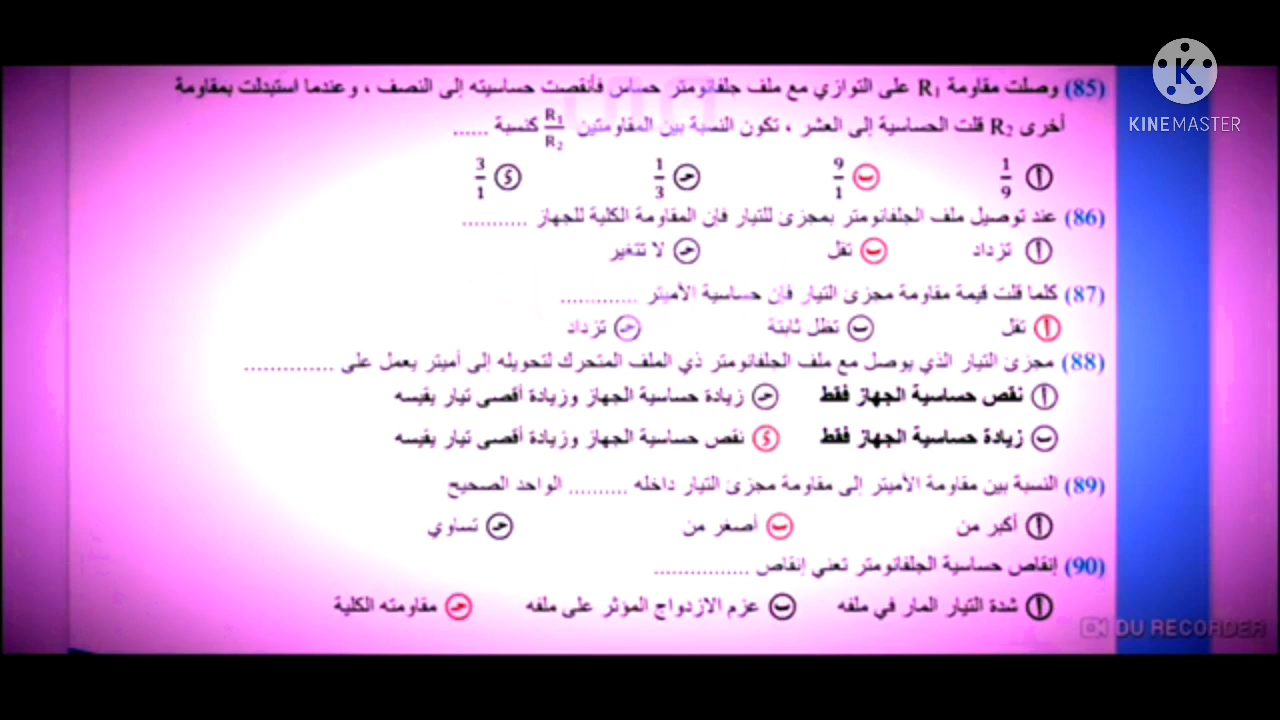 KINEMASTER
(85) وصلت مقاومة R₁ على التوازي مع ملف جلفانومتر حساس فأنقصت حساسيته إلى النصف ، وعندما استبدلت بمقاومة
أخرى R₂ قلت الحساسية إلى العشر ، تكون النسبة بين المقاومتين R₁/R₂ كنسبة ......
أ 1/9 ب 9/1 جـ 1/3 د 3/1
(86) عند توصيل ملف الجلفانومتر بمجزئ للتيار فإن المقاومة الكلية للجهاز ...........
أ تزداد ب تقل جـ لا تتغير
(87) كلما قلت قيمة مقاومة مجزئ التيار فإن حساسية الأميتر .............
أ تقل ب تظل ثابتة جـ تزداد
(88) مجزئ التيار الذي يوصل مع ملف الجلفانومتر ذي الملف المتحرك لتحويله إلى أميتر يعمل على ..............
أ نقص حساسية الجهاز فقط جـ زيادة حساسية الجهاز وزيادة أقصى تيار يقيسه
ب زيادة حساسية الجهاز فقط د نقص حساسية الجهاز وزيادة أقصى تيار يقيسه
(89) النسبة بين مقاومة الأميتر إلى مقاومة مجزئ التيار داخله .......... الواحد الصحيح
أ أكبر من ب أصغر من جـ تساوي
(90) إنقاص حساسية الجلفانومتر تعني إنقاص ................
أ شدة التيار المار في ملفه ب عزم الازدواج المؤثر على ملفه جـ مقاومته الكلية
DU RECORDER